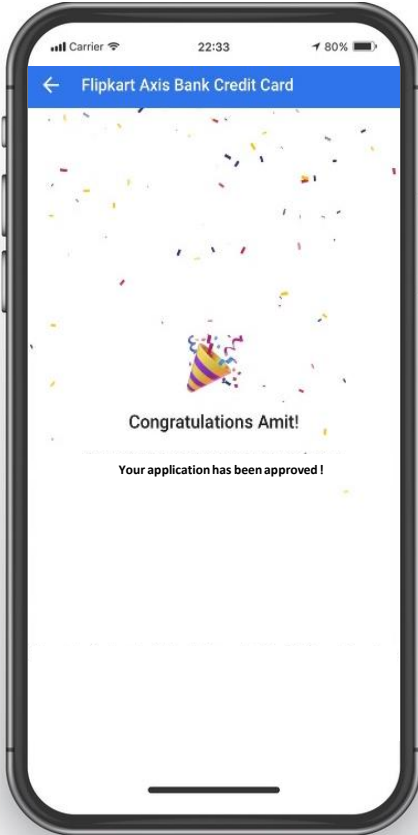 Carrier 22:33 80%
Flipkart Axis Bank Credit Card
Congratulations Amit!
Your application has been approved !